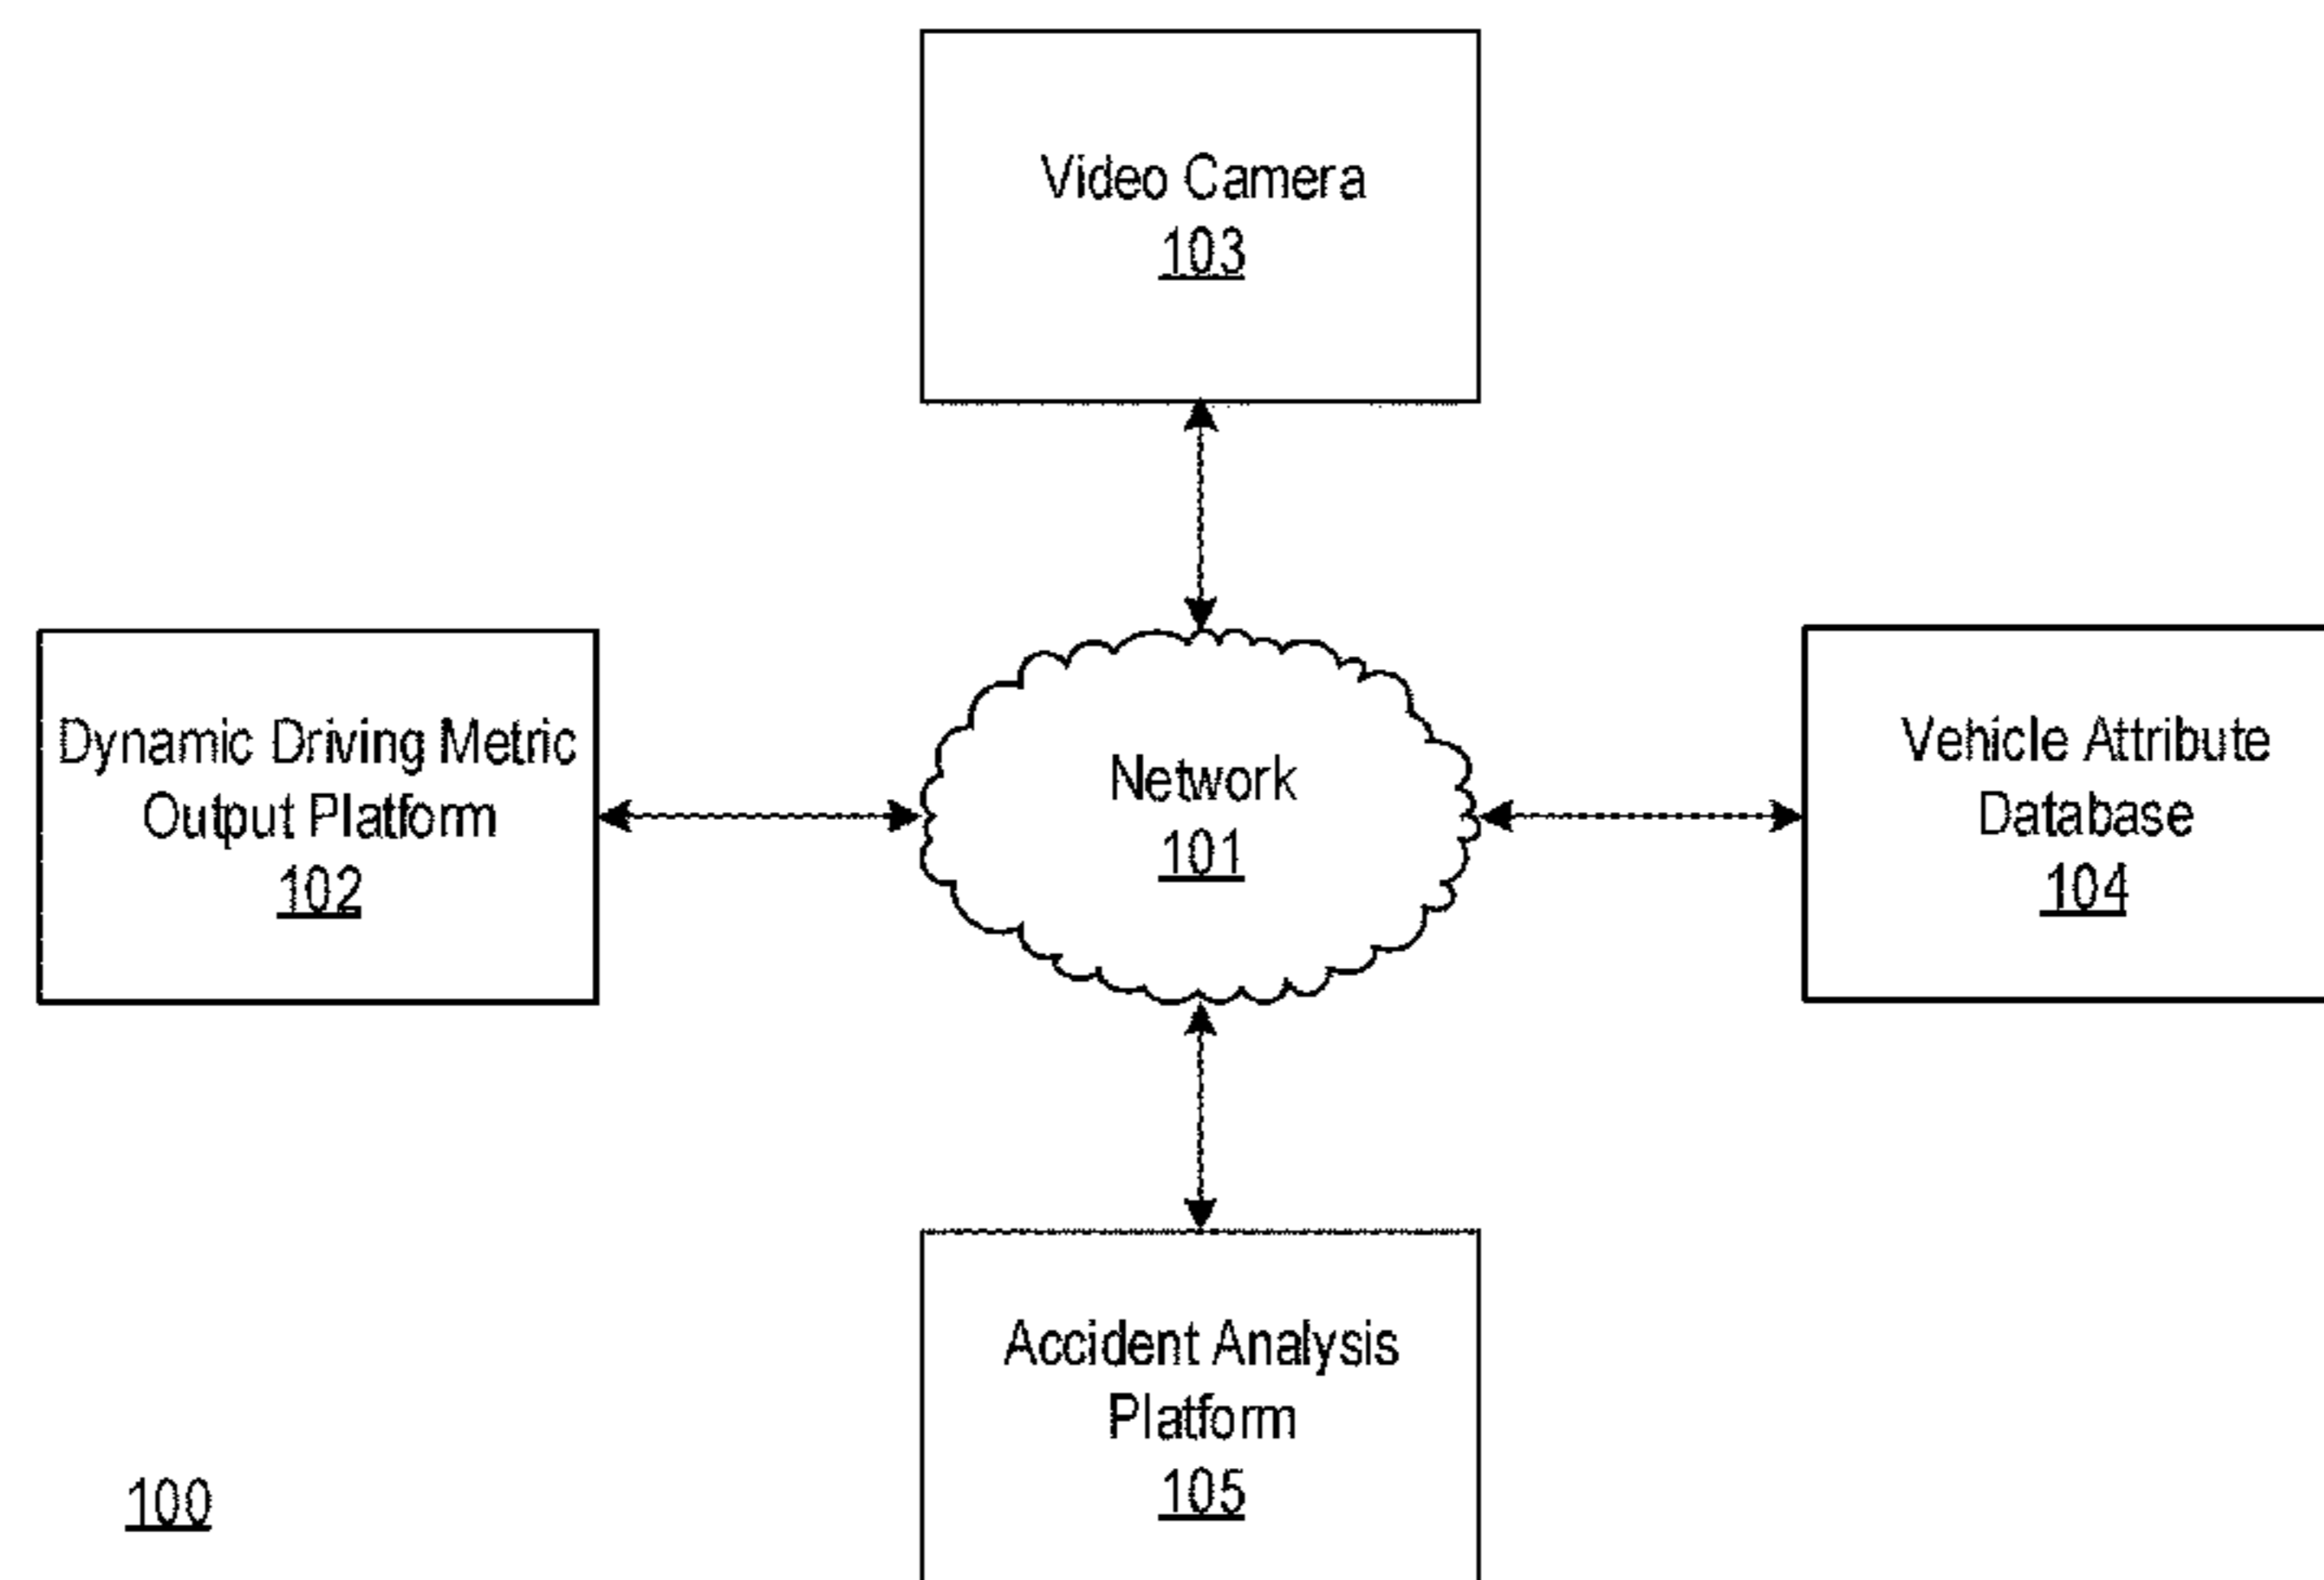 Video Camera
103
Dynamic Driving Metric
Output Platform
102
Network
101
Vehicle Attribute
Database
104
Accident Analysis
Platform
105
100